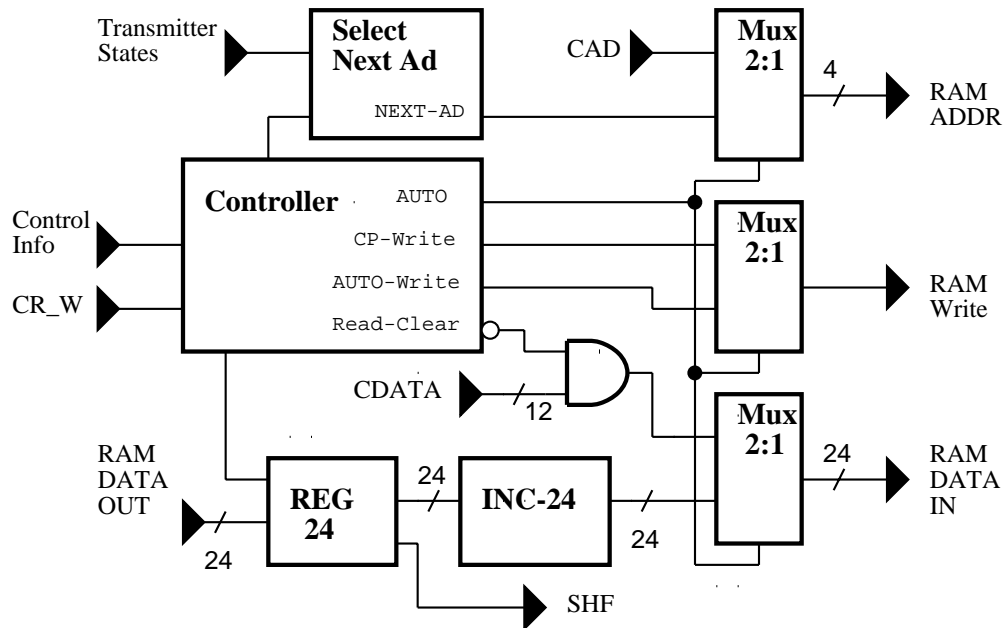 Transmitter
States
Select
Next Ad
NEXT-AD
CAD
Mux
2:1
4
RAM
ADDR
Controller
AUTO
CP-Write
AUTO-Write
Read-Clear
Control
Info
CR_W
Mux
2:1
RAM
Write
CDATA
12
RAM
DATA
OUT
24
REG
24
24
INC-24
24
Mux
2:1
24
RAM
DATA
IN
SHF